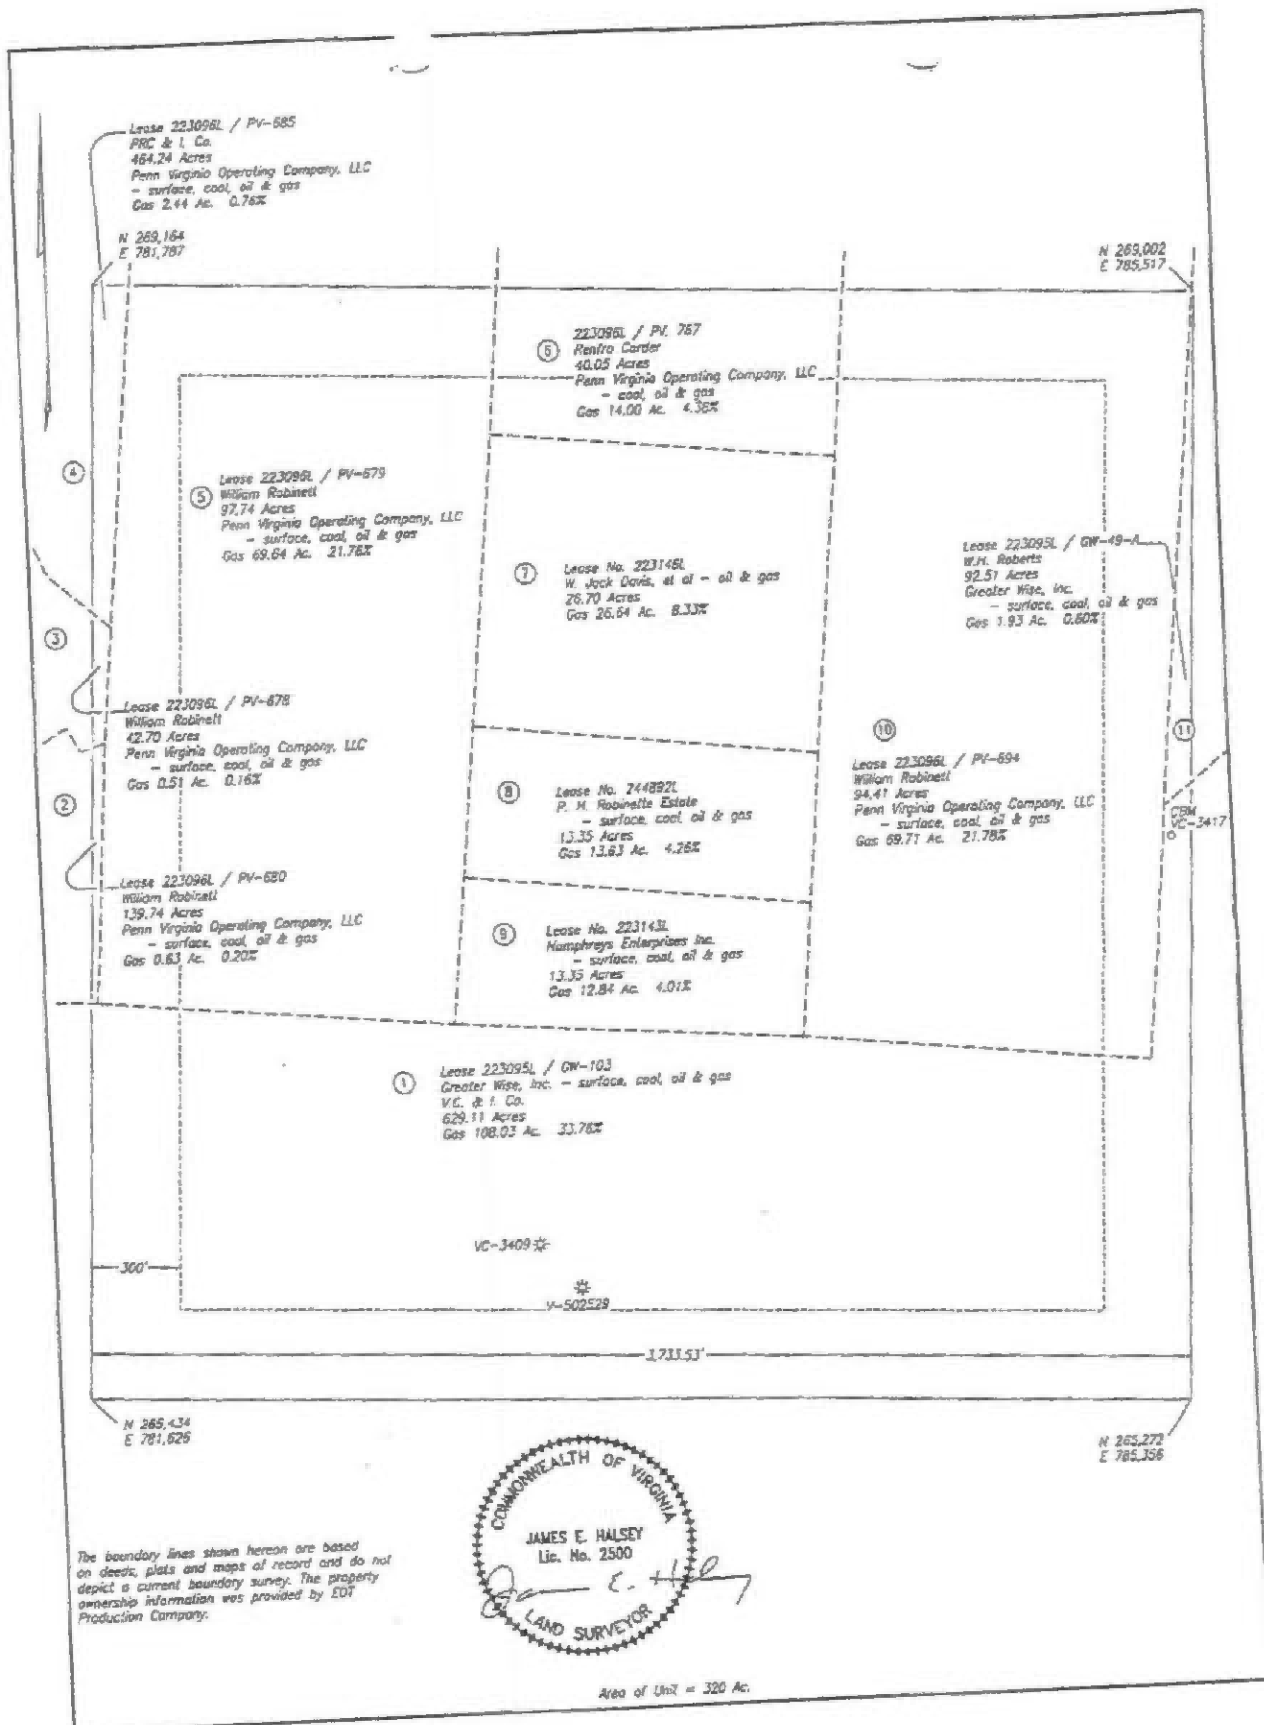 Lease 223096L / PV-685
PRC & I. Co.
464.24 Acres
Penn Virginia Operating Company, LLC
- surface, coal, oil & gas
Gas 2.44 Ac. 0.76%
N 269,164
E 781,787
N 269,002
E 785,517
6
223096L / PV. 767
Renfro Carder
40.05 Acres
Penn Virginia Operating Company, LLC
- coal, oil & gas
Gas 14.00 Ac. 4.38%
4
5
Lease 223096L / PV-679
William Robinett
97.74 Acres
Penn Virginia Operating Company, LLC
- surface, coal, oil & gas
Gas 69.64 Ac. 21.76%
7
Lease No. 223146L
W. Jack Davis, et al - oil & gas
26.70 Acres
Gas 26.64 Ac. 8.33%
Lease 223095L / GW-49-A
W.H. Roberts
92.51 Acres
Greater Wise, Inc.
- surface, coal, oil & gas
Gas 1.93 Ac. 0.60%
3
Lease 223096L / PV-678
William Robinett
42.70 Acres
Penn Virginia Operating Company, LLC
- surface, coal, oil & gas
Gas 0.51 Ac. 0.16%
2
8
Lease No. 244892L
P. H. Robinette Estate
- surface, coal, oil & gas
13.35 Acres
Gas 13.63 Ac. 4.26%
10
Lease 223096L / PV-694
William Robinett
94.41 Acres
Penn Virginia Operating Company, LLC
- surface, coal, oil & gas
Gas 69.71 Ac. 21.78%
11
CBM
VC-3417
Lease 223096L / PV-680
William Robinett
139.74 Acres
Penn Virginia Operating Company, LLC
- surface, coal, oil & gas
Gas 0.63 Ac. 0.20%
9
Lease No. 223143L
Humphreys Enterprises Inc.
- surface, coal, oil & gas
13.35 Acres
Gas 12.84 Ac. 4.01%
1
Lease 223095L / GW-103
Greater Wise, Inc. - surface, coal, oil & gas
V.C. & I. Co.
629.11 Acres
Gas 108.03 Ac. 33.76%
VC-3409
V-502529
300'
3,733.53'
N 265,434
E 781,626
N 265,272
E 785,356
COMMONWEALTH OF VIRGINIA
JAMES E. HALSEY
Lic. No. 2500
LAND SURVEYOR
The boundary lines shown hereon are based
on deeds, plats and maps of record and do not
depict a current boundary survey. The property
ownership information was provided by EQT
Production Company.
Area of Unit = 320 Ac.